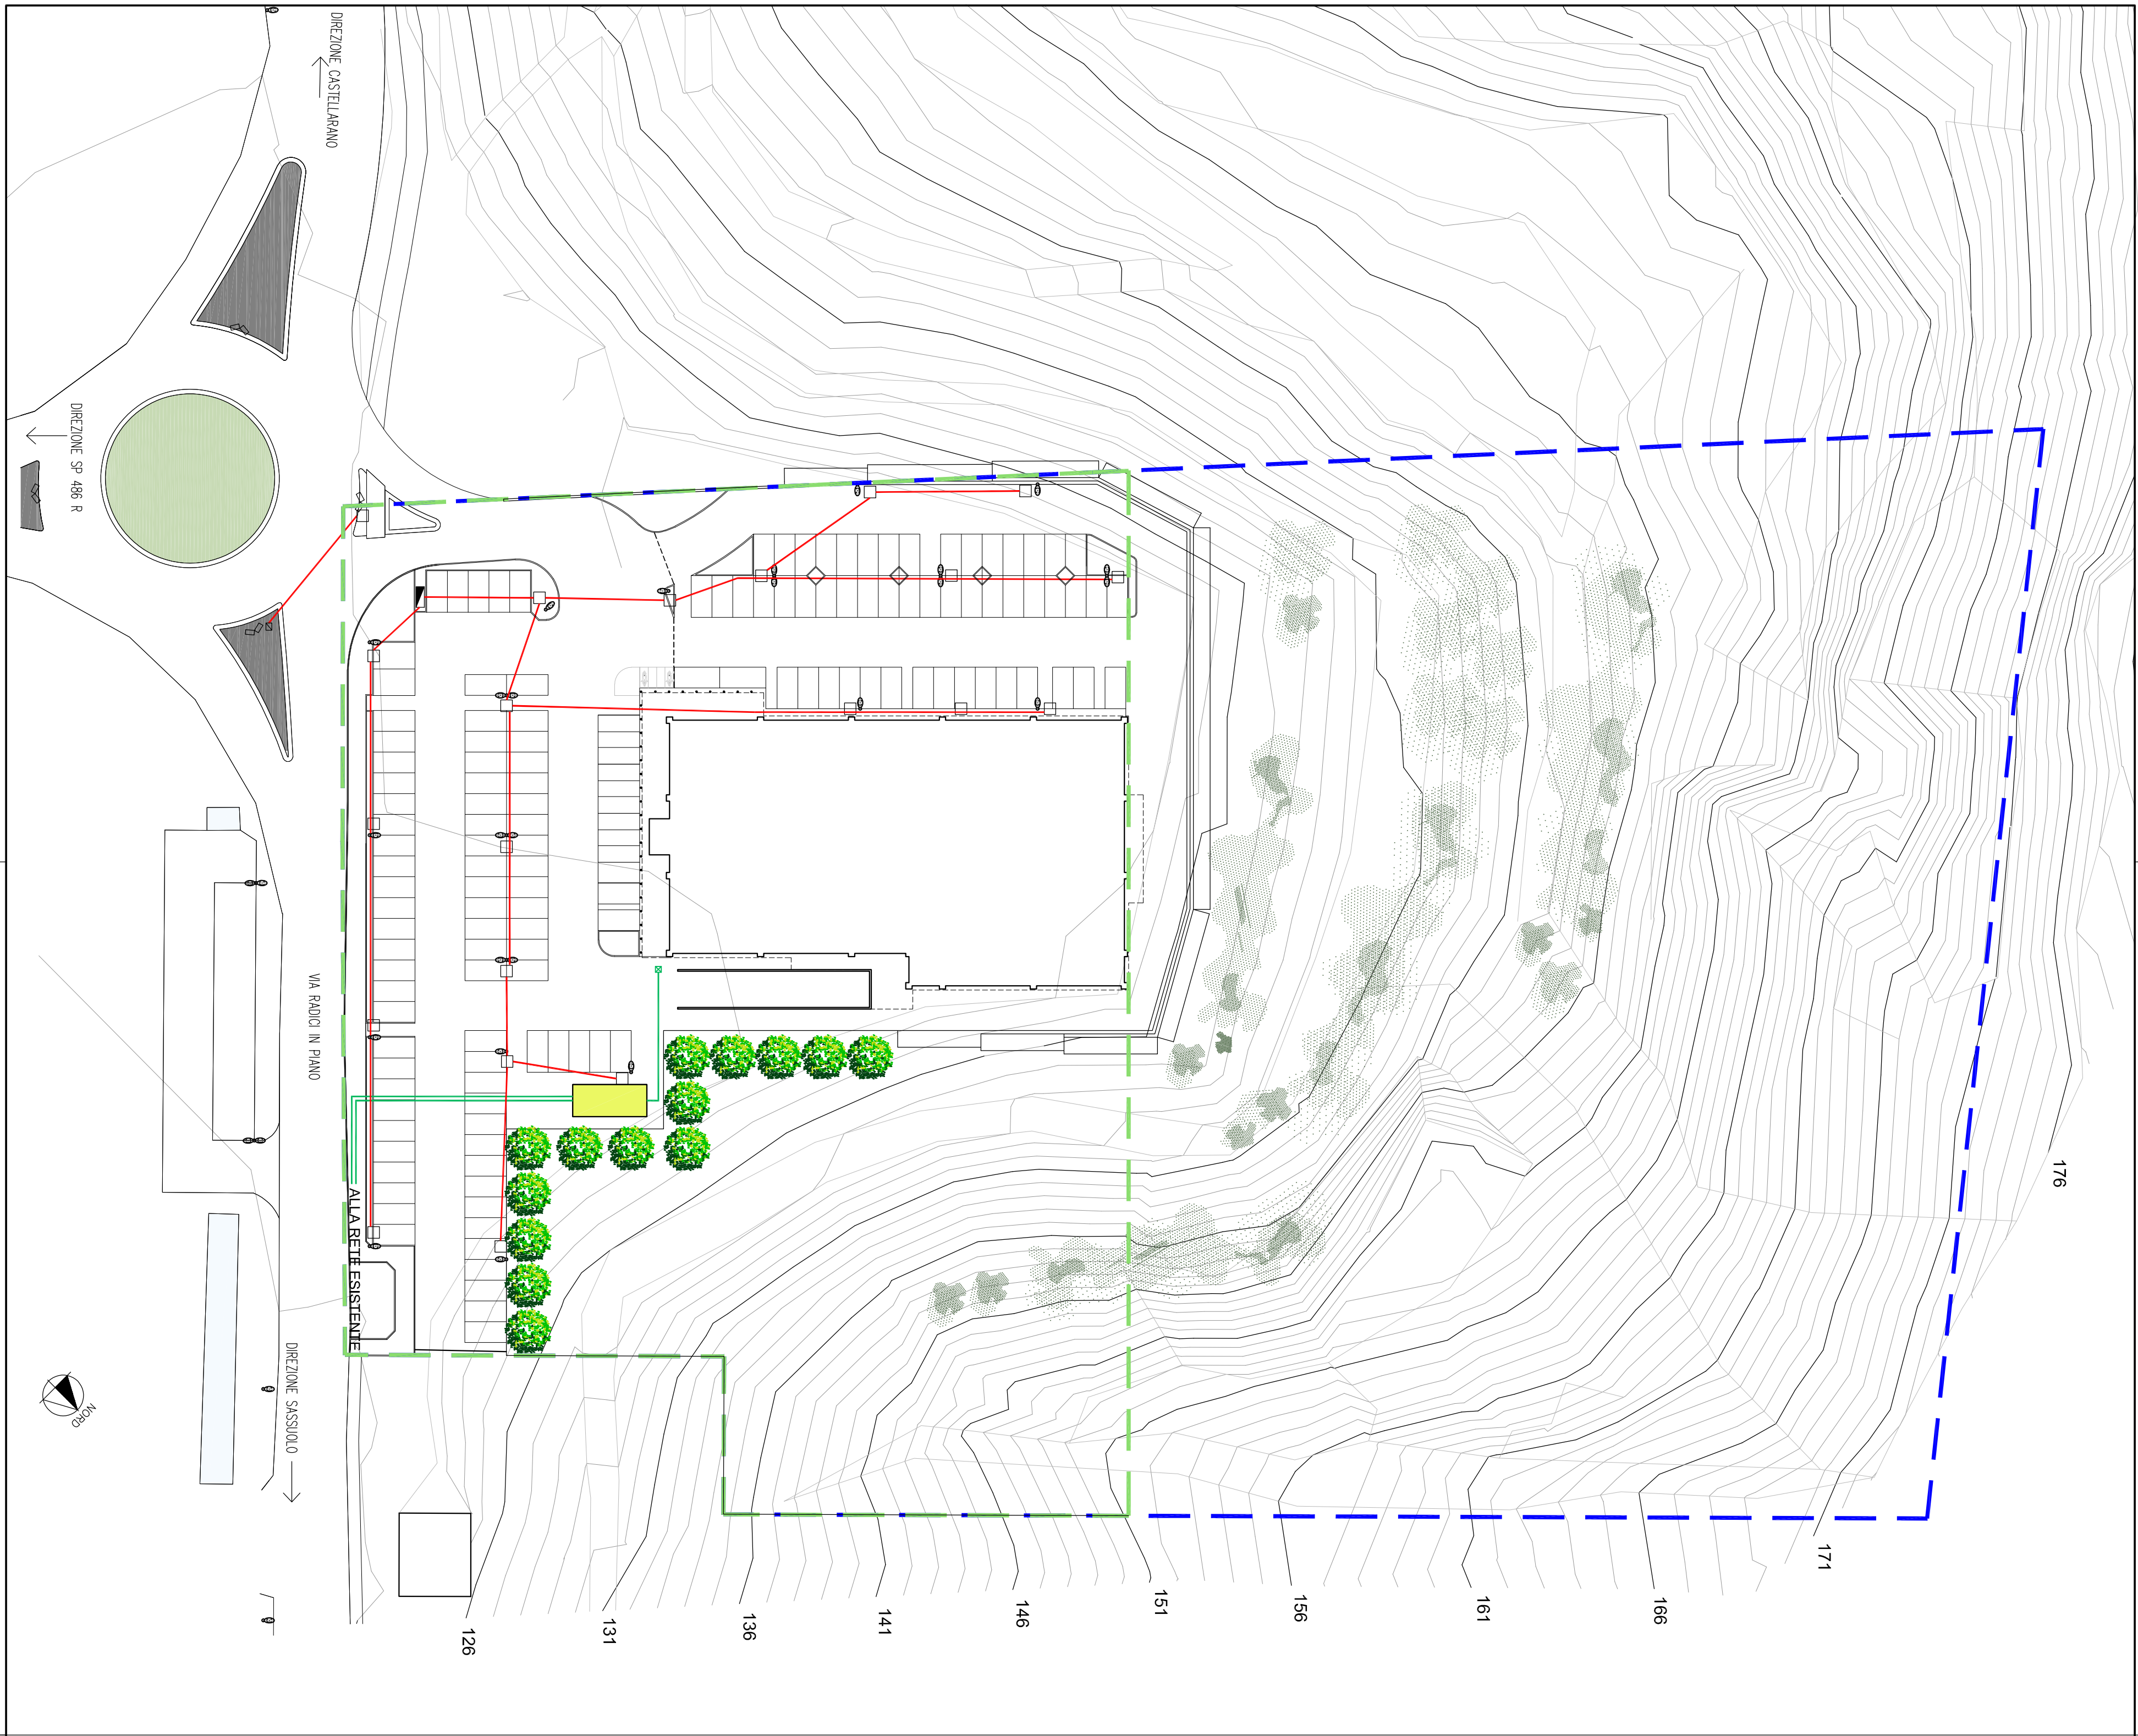 DIREZIONE CASTELLARANO
DIREZIONE SP 486 R
VIA RADICI IN PIANO
ALLA RETE ESISTENTE
DIREZIONE SASSUOLO
NORD
126
131
136
141
146
151
156
161
166
171
176